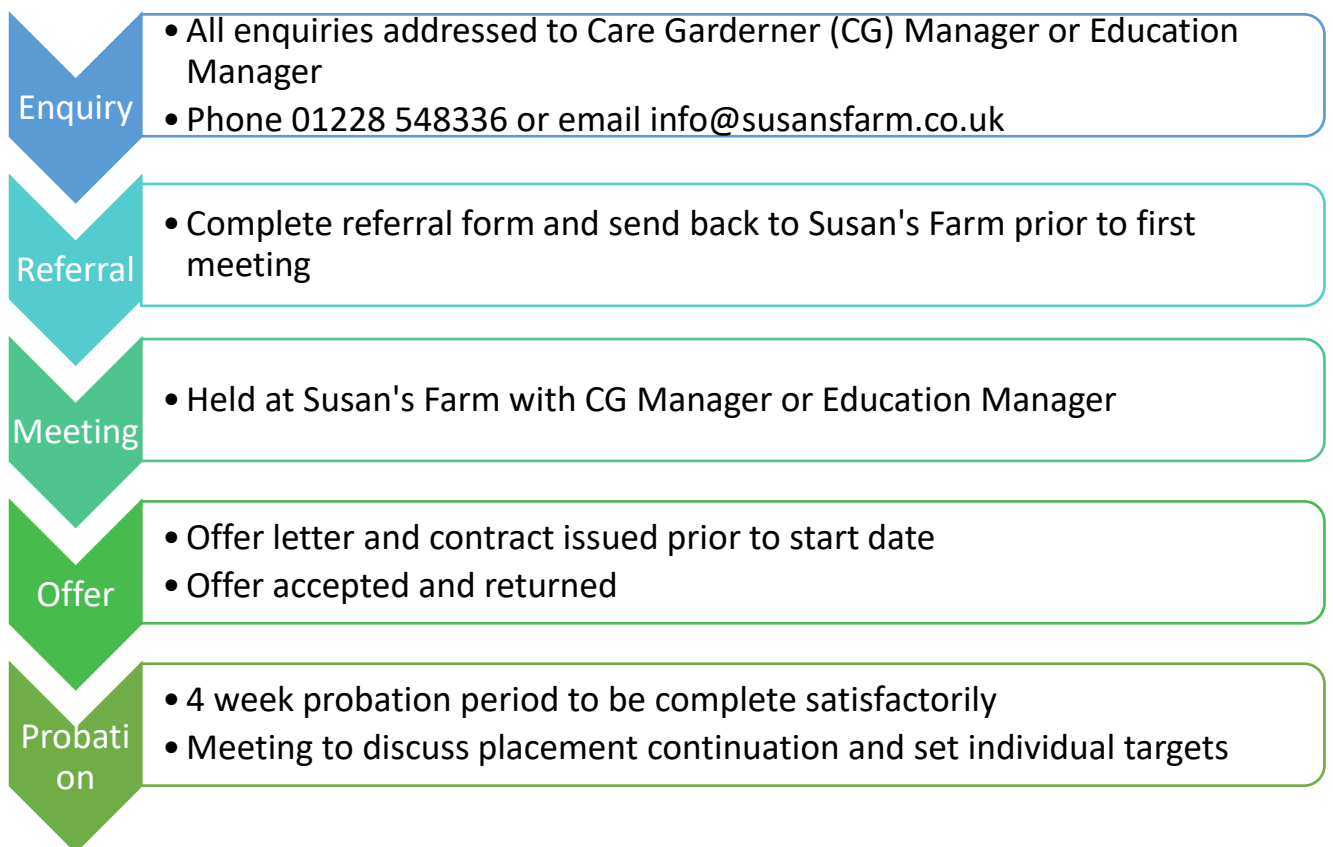 Enquiry
• All enquiries addressed to Care Garderner (CG) Manager or Education
Manager
• Phone 01228 548336 or email info@susansfarm.co.uk
Referral
• Complete referral form and send back to Susan's Farm prior to first
meeting
Meeting
• Held at Susan's Farm with CG Manager or Education Manager
Offer
• Offer letter and contract issued prior to start date
• Offer accepted and returned
Probati
on
• 4 week probation period to be complete satisfactorily
• Meeting to discuss placement continuation and set individual targets